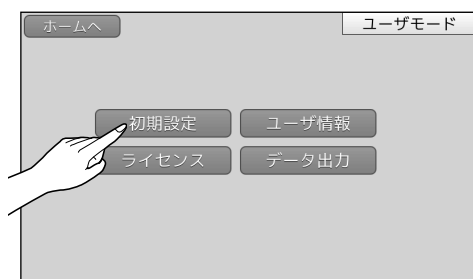 ホームへ
ユーザモード
初期設定
ユーザ情報
ライセンス
データ出力